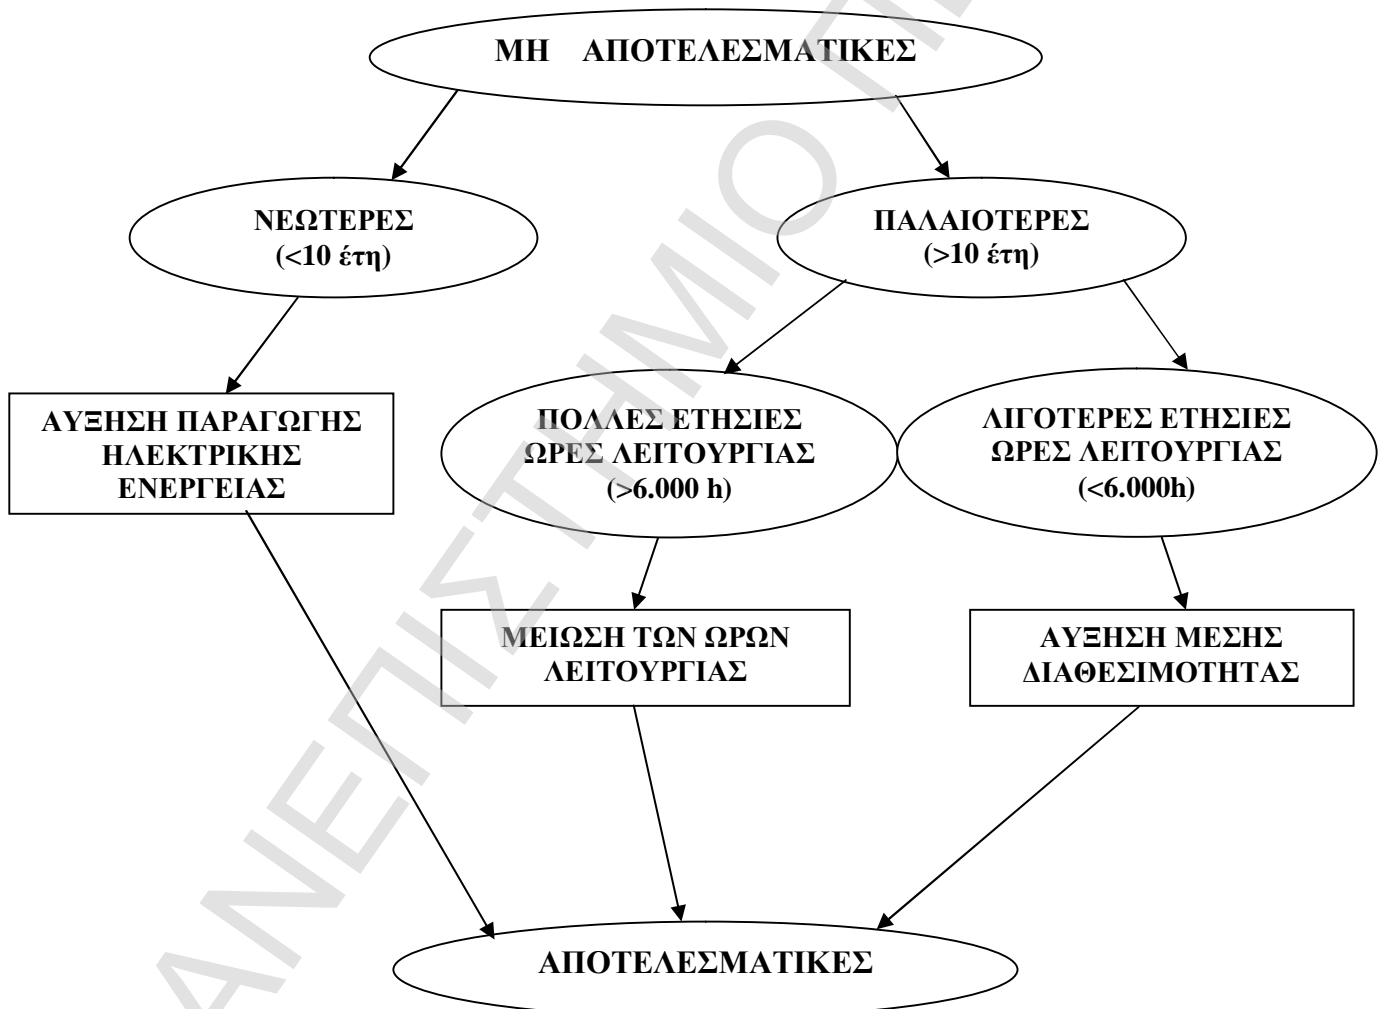 ΜΗ ΑΠΟΤΕΛΕΣΜΑΤΙΚΕΣ
ΝΕΩΤΕΡΕΣ
(<10 έτη)
ΠΑΛΑΙΟΤΕΡΕΣ
(>10 έτη)
ΑΥΞΗΣΗ ΠΑΡΑΓΩΓΗΣ
ΗΛΕΚΤΡΙΚΗΣ
ΕΝΕΡΓΕΙΑΣ
ΠΟΛΛΕΣ ΕΤΗΣΙΕΣ
ΩΡΕΣ ΛΕΙΤΟΥΡΓΙΑΣ
(>6.000 h)
ΛΙΓΟΤΕΡΕΣ ΕΤΗΣΙΕΣ
ΩΡΕΣ ΛΕΙΤΟΥΡΓΙΑΣ
(<6.000h)
ΜΕΙΩΣΗ ΤΩΝ ΩΡΩΝ
ΛΕΙΤΟΥΡΓΙΑΣ
ΑΥΞΗΣΗ ΜΕΣΗΣ
ΔΙΑΘΕΣΙΜΟΤΗΤΑΣ
ΑΠΟΤΕΛΕΣΜΑΤΙΚΕΣ
ΑΝΕΠΙΣΤΗΜΙΟ